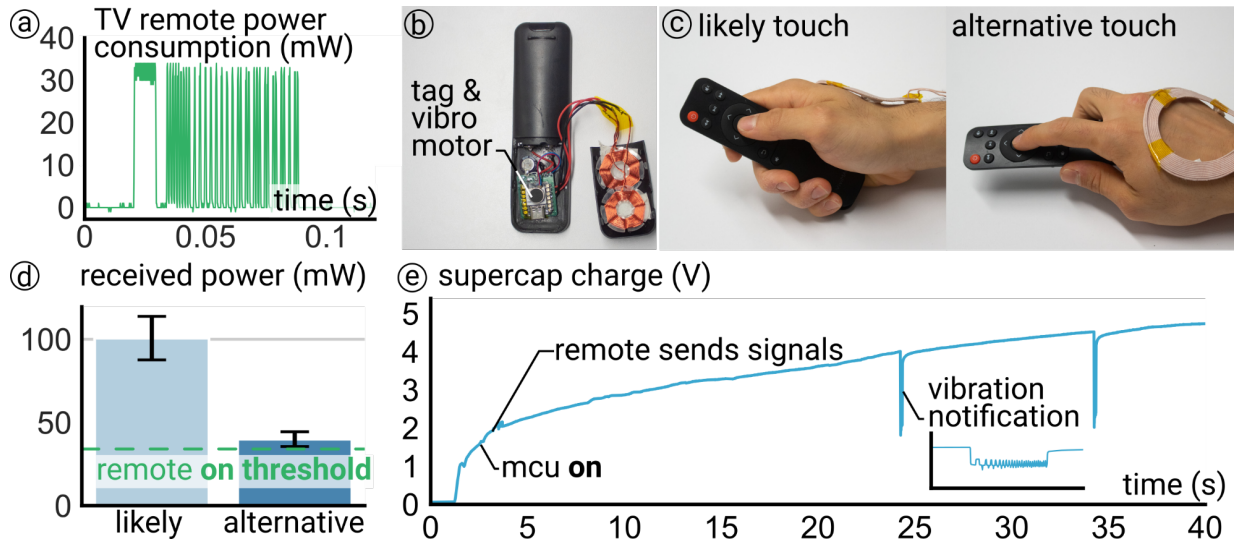 ⓐ TV remote power
consumption (mW)
40
30
20
10
0
time (s)
0
0.05
0.1
ⓑ
tag &
vibro
motor
ⓒ likely touch
alternative touch
ⓓ received power (mW)
100
50
0
remote on threshold
likely
alternative
ⓔ supercap charge (V)
5
4
3
2
1
0
remote sends signals
mcu on
vibration
notification
time (s)
0
5
10
15
20
25
30
35
40